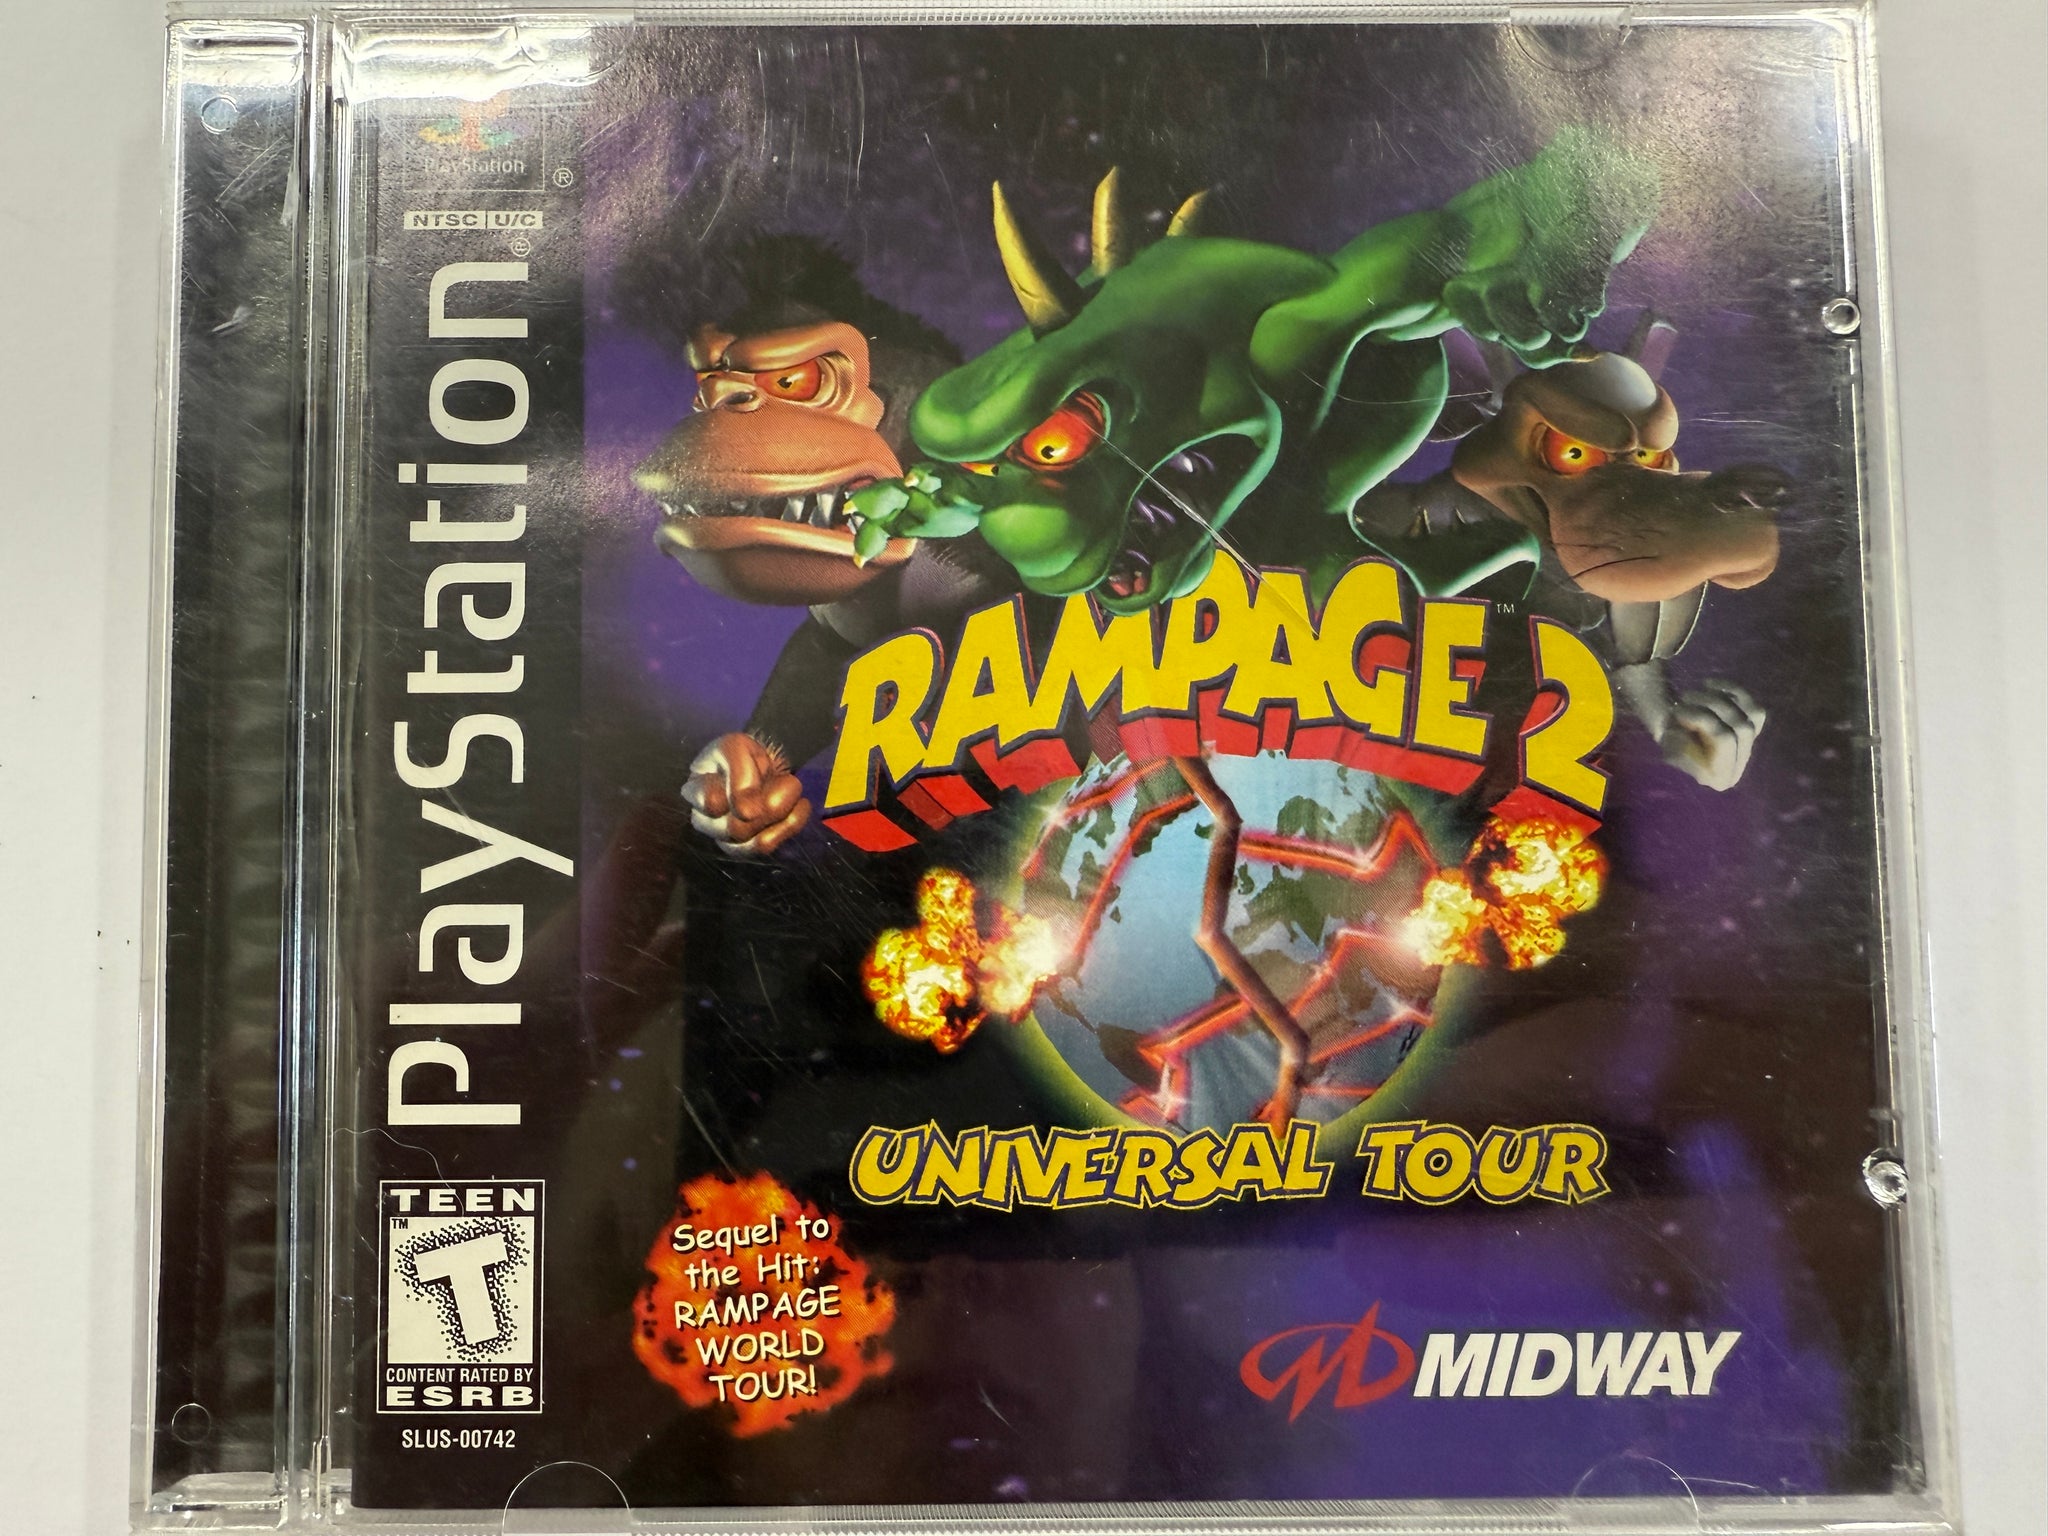 PlayStation
®
NTSC U/C
PlayStation®
RAMPAGE 2™
UNIVERSAL TOUR
Sequel to
the Hit:
RAMPAGE
WORLD
TOUR!
MIDWAY
TEEN
™
T
CONTENT RATED BY
ESRB
SLUS-00742